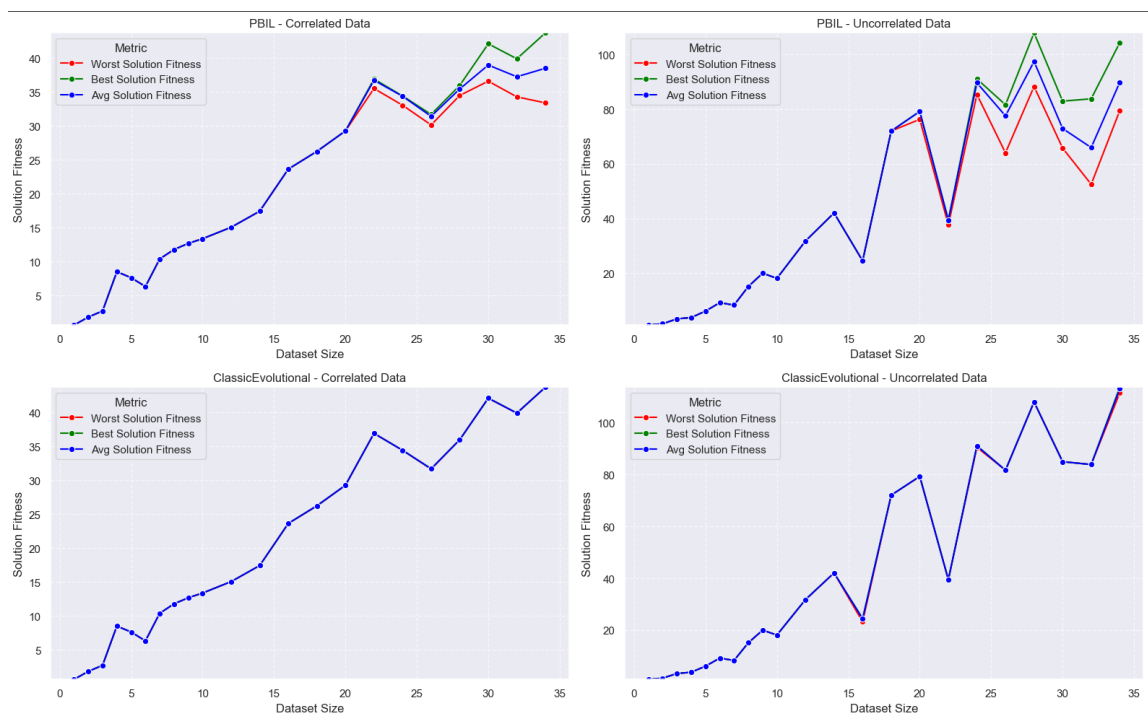 PBIL - Correlated Data
Metric
Worst Solution Fitness
Best Solution Fitness
Avg Solution Fitness
Solution Fitness
40
35
30
25
20
15
10
5
0 5 10 15 20 25 30 35
Dataset Size
PBIL - Uncorrelated Data
Metric
Worst Solution Fitness
Best Solution Fitness
Avg Solution Fitness
Solution Fitness
100
80
60
40
20
0 5 10 15 20 25 30 35
Dataset Size
ClassicEvolutional - Correlated Data
Metric
Worst Solution Fitness
Best Solution Fitness
Avg Solution Fitness
Solution Fitness
40
35
30
25
20
15
10
5
0 5 10 15 20 25 30 35
Dataset Size
ClassicEvolutional - Uncorrelated Data
Metric
Worst Solution Fitness
Best Solution Fitness
Avg Solution Fitness
Solution Fitness
100
80
60
40
20
0 5 10 15 20 25 30 35
Dataset Size